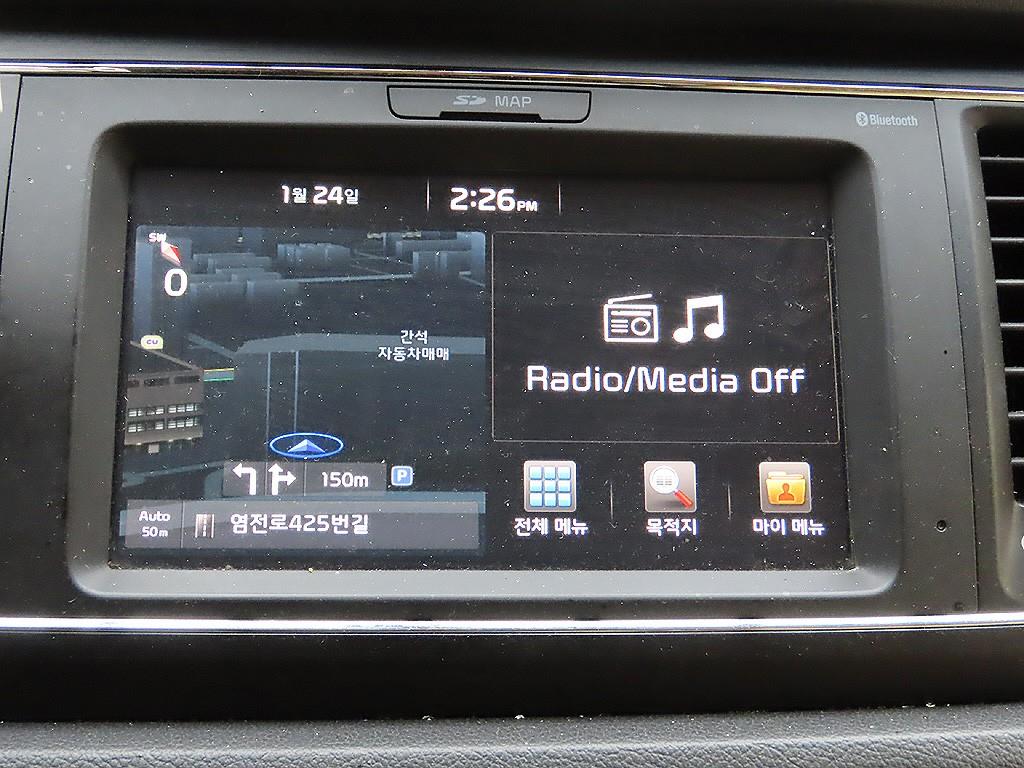 SD MAP
Bluetooth
1월 24일
2:26PM
SW
0
CU
간석
자동차매매
Radio/Media Off
150m
P
Auto
50m
염전로425번길
전체 메뉴
목적지
마이 메뉴